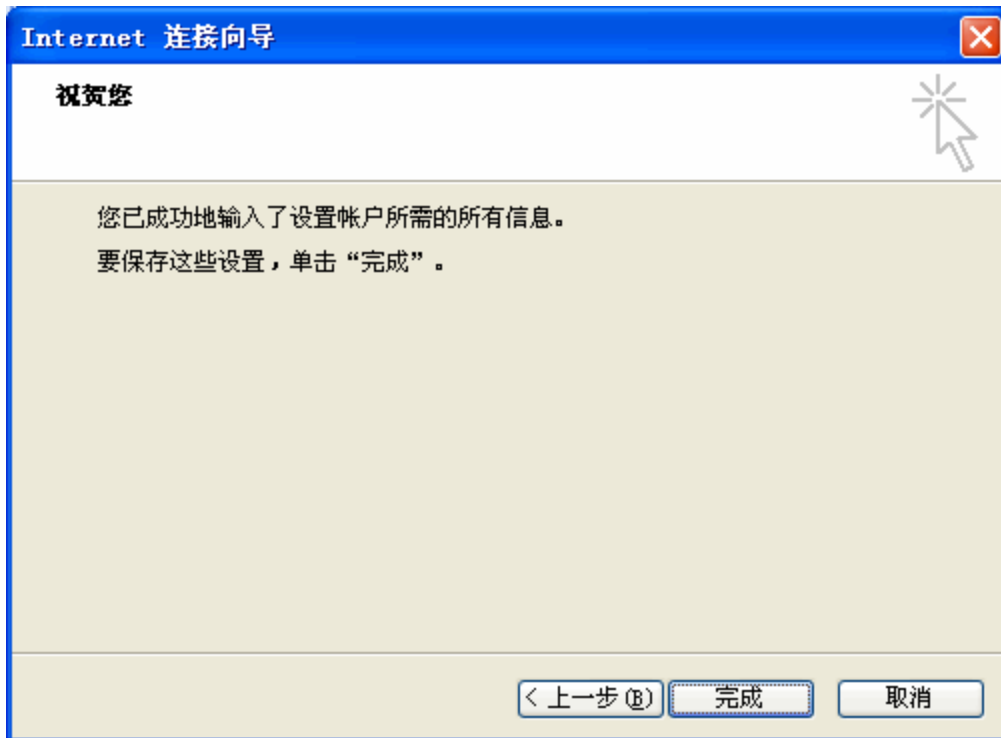 Internet 连接向导
祝贺您
您已成功地输入了设置帐户所需的所有信息。
要保存这些设置，单击“完成”。
< 上一步(B) 完成 取消